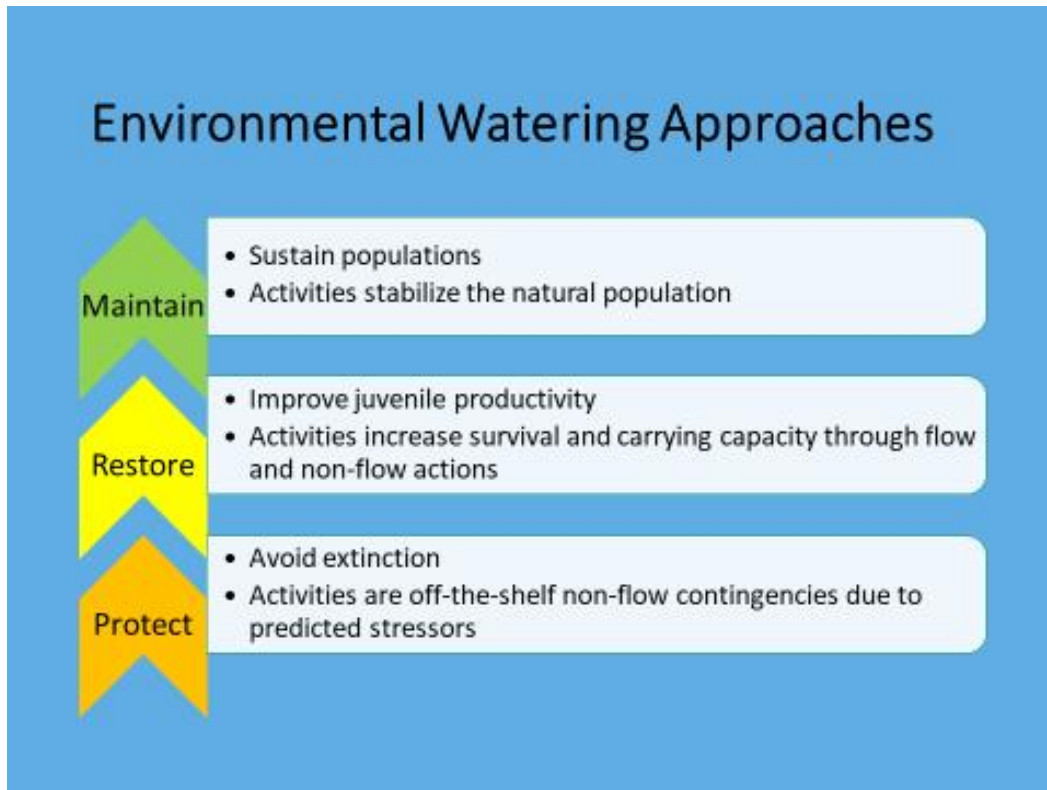 Environmental Watering Approaches
Maintain
• Sustain populations
• Activities stabilize the natural population
Restore
• Improve juvenile productivity
• Activities increase survival and carrying capacity through flow
and non-flow actions
Protect
• Avoid extinction
• Activities are off-the-shelf non-flow contingencies due to
predicted stressors